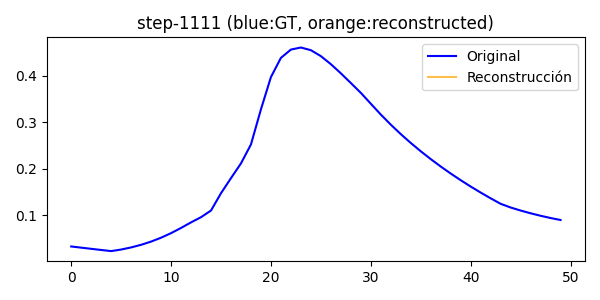 step-1111 (blue:GT, orange:reconstructed)
Original
Reconstrucción
0.4
0.3
0.2
0.1
0 10 20 30 40 50